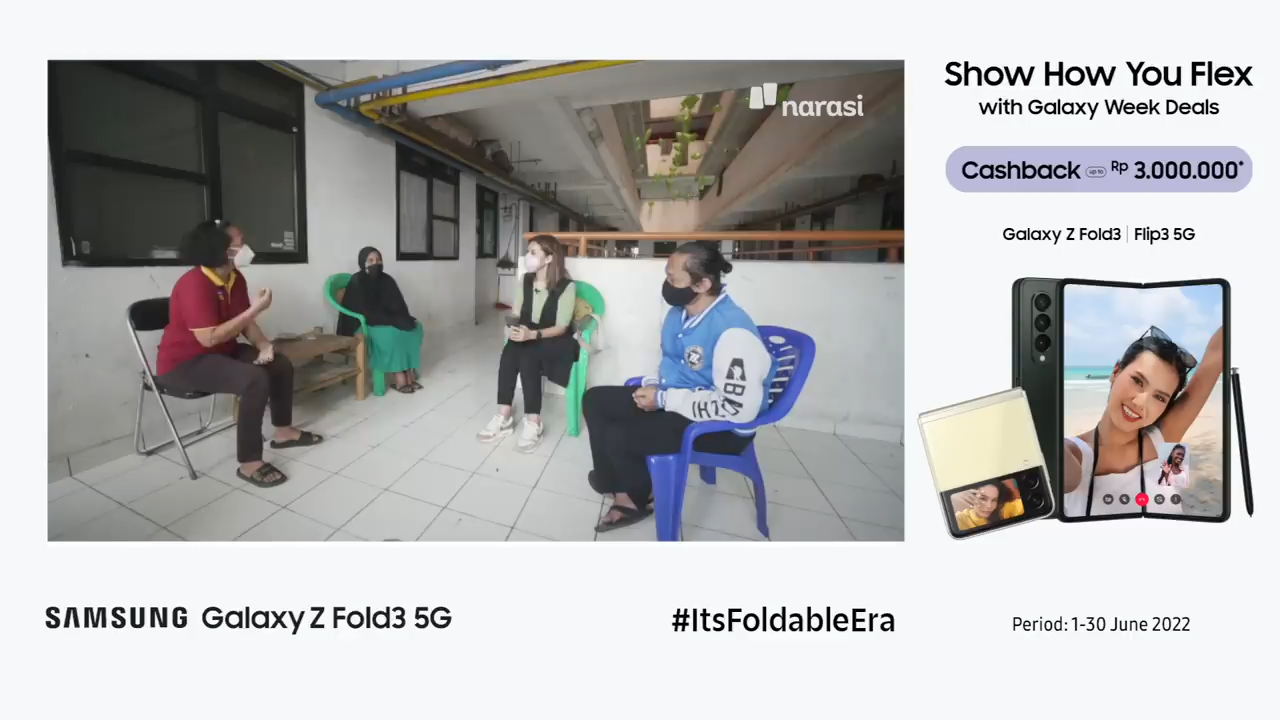 narasi
Show How You Flex
with Galaxy Week Deals
Cashback up to Rp 3.000.000*
Galaxy Z Fold3 | Flip3 5G
SAMSUNG Galaxy Z Fold3 5G
#ItsFoldableEra
Period: 1-30 June 2022